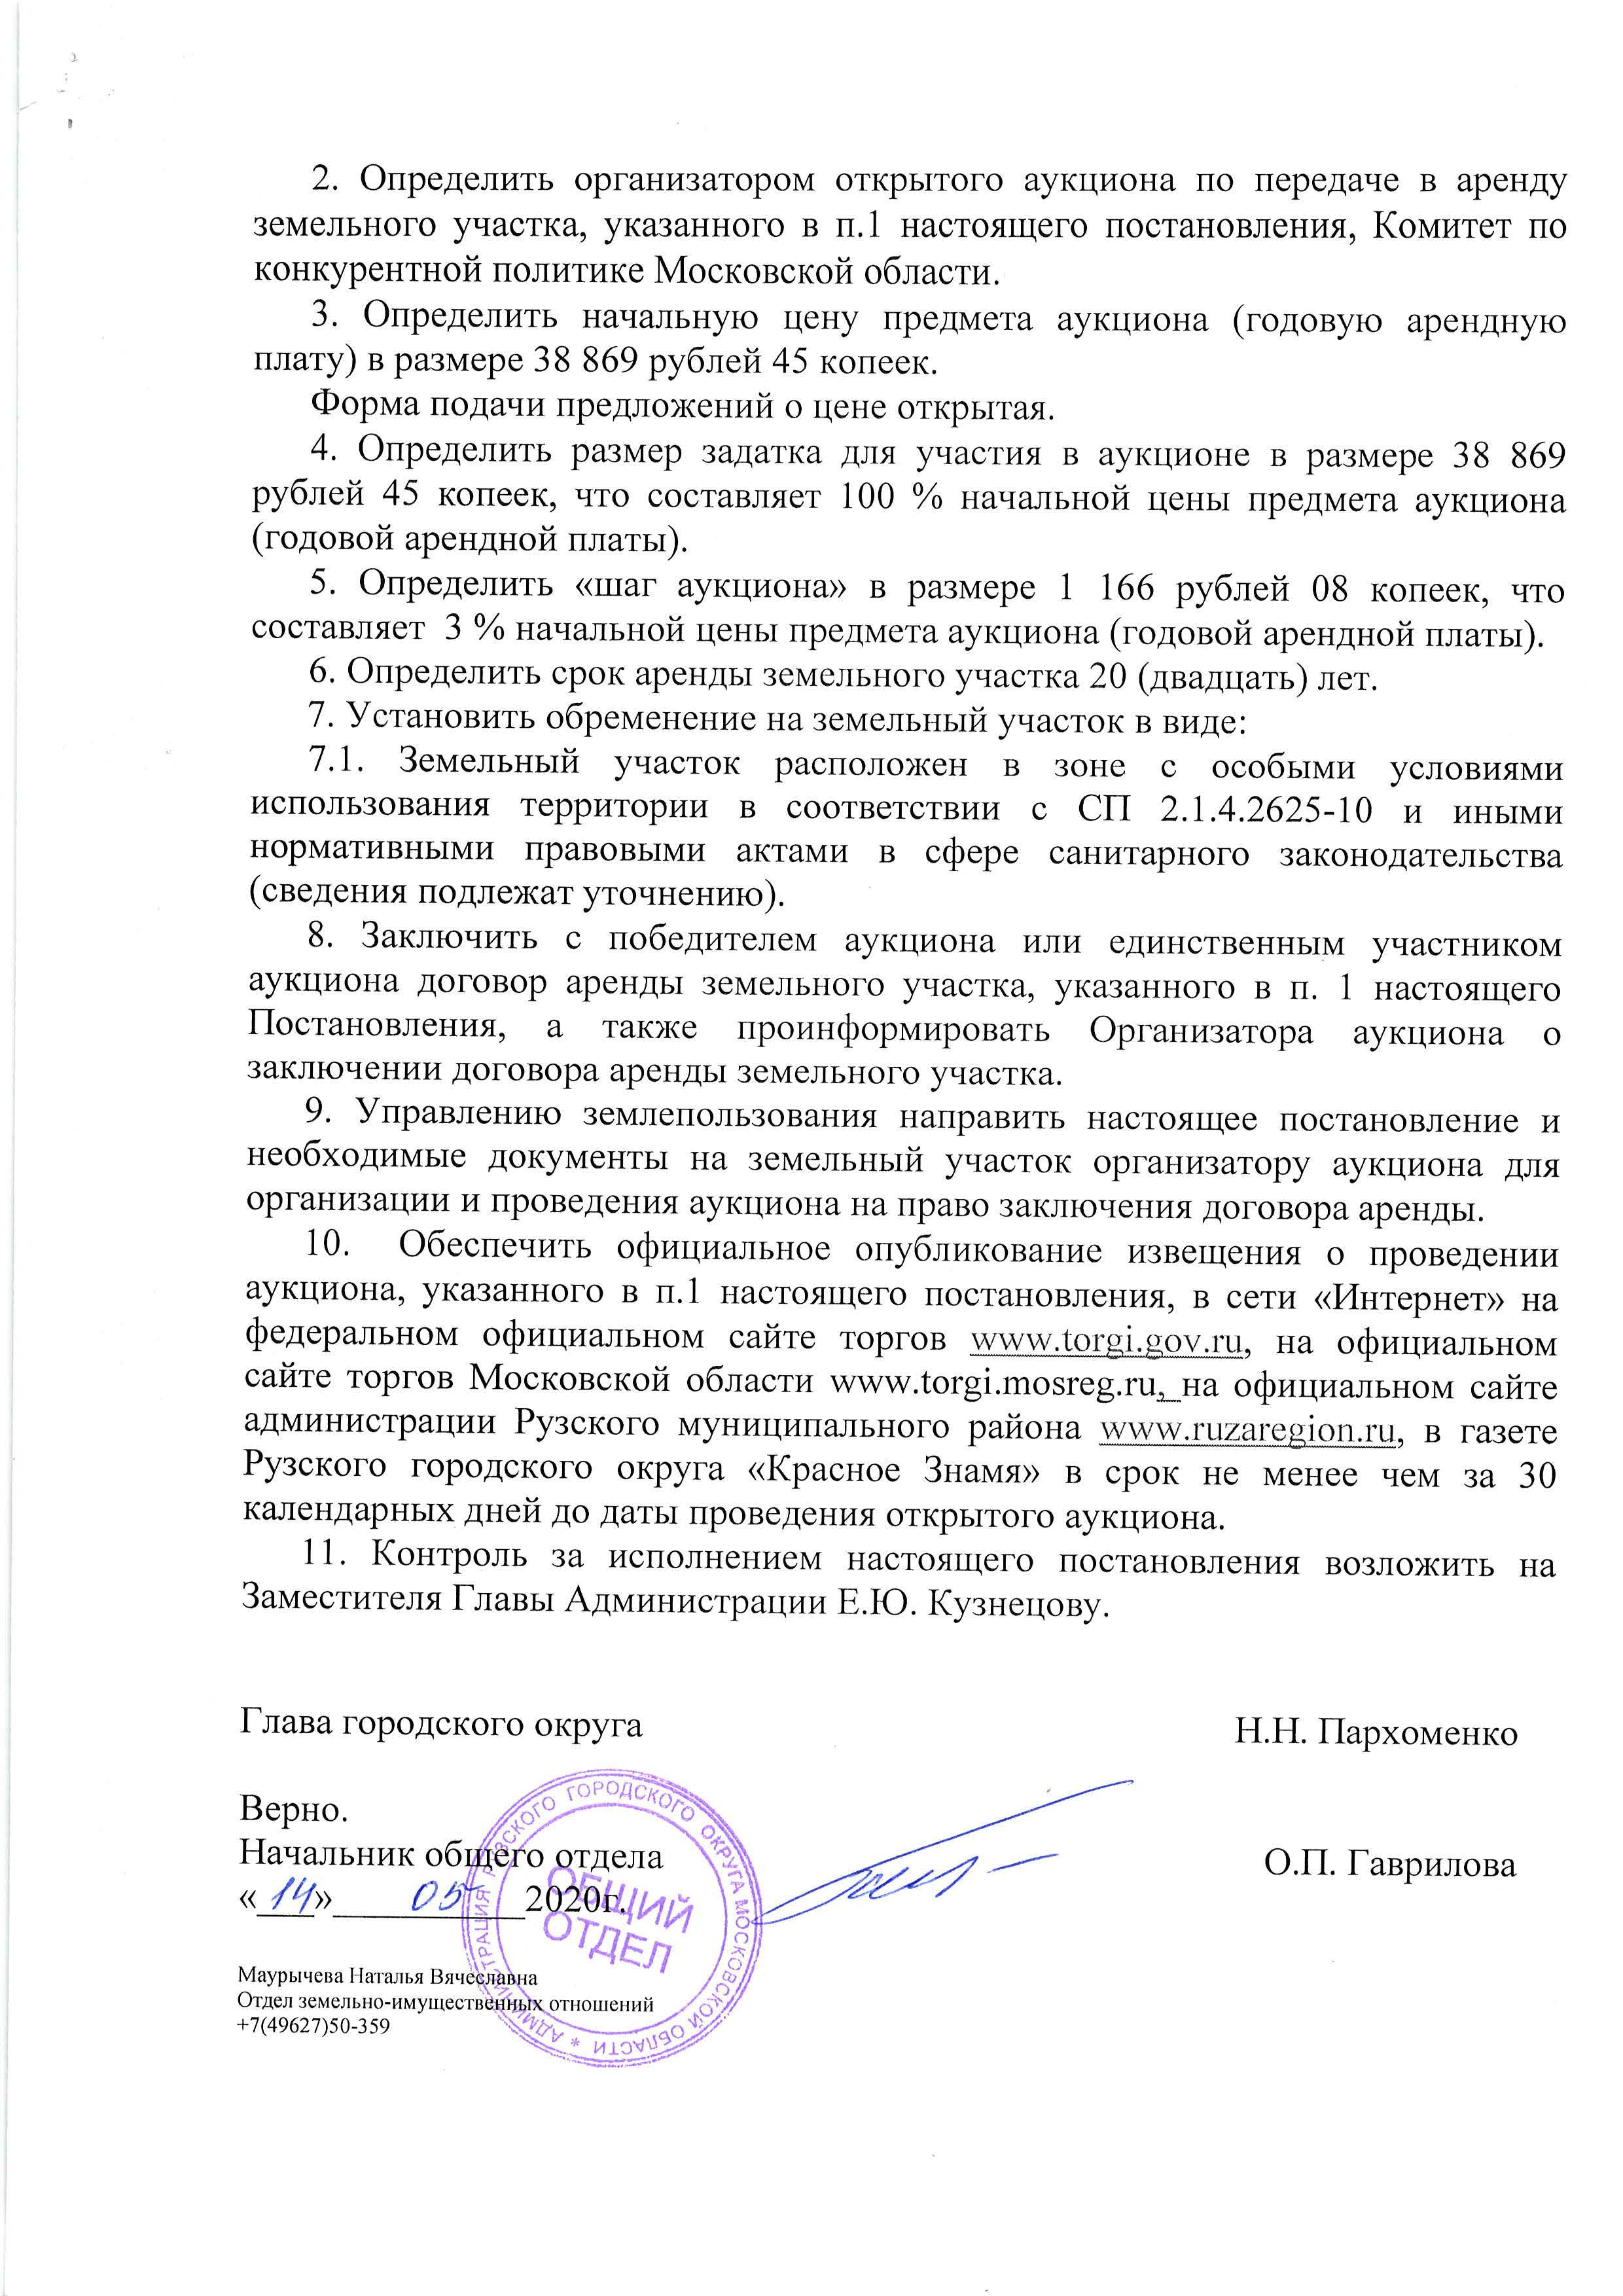 2. Определить организатором открытого аукциона по передаче в аренду
земельного участка, указанного в п.1 настоящего постановления, Комитет по
конкурентной политике Московской области.
3. Определить начальную цену предмета аукциона (годовую арендную
плату) в размере 38 869 рублей 45 копеек.
Форма подачи предложений о цене открытая.
4. Определить размер задатка для участия в аукционе в размере 38 869
рублей 45 копеек, что составляет 100 % начальной цены предмета аукциона
(годовой арендной платы).
5. Определить «шаг аукциона» в размере 1 166 рублей 08 копеек, что
составляет 3 % начальной цены предмета аукциона (годовой арендной платы).
6. Определить срок аренды земельного участка 20 (двадцать) лет.
7. Установить обременение на земельный участок в виде:
7.1. Земельный участок расположен в зоне с особыми условиями
использования территории в соответствии с СП 2.1.4.2625-10 и иными
нормативными правовыми актами в сфере санитарного законодательства
(сведения подлежат уточнению).
8. Заключить с победителем аукциона или единственным участником
аукциона договор аренды земельного участка, указанного в п. 1 настоящего
Постановления, а также проинформировать Организатора аукциона о
заключении договора аренды земельного участка.
9. Управлению землепользования направить настоящее постановление и
необходимые документы на земельный участок организатору аукциона для
организации и проведения аукциона на право заключения договора аренды.
10. Обеспечить официальное опубликование извещения о проведении
аукциона, указанного в п.1 настоящего постановления, в сети «Интернет» на
федеральном официальном сайте торгов www.torgi.gov.ru, на официальном
сайте торгов Московской области www.torgi.mosreg.ru, на официальном сайте
администрации Рузского муниципального района www.ruzaregion.ru, в газете
Рузского городского округа «Красное Знамя» в срок не менее чем за 30
календарных дней до даты проведения открытого аукциона.
11. Контроль за исполнением настоящего постановления возложить на
Заместителя Главы Администрации Е.Ю. Кузнецову.
Глава городского округа Н.Н. Пархоменко
Верно.
Начальник общего отдела О.П. Гаврилова
«14» 05 2020г.
АДМИНИСТРАЦИЯ РУЗСКОГО ГОРОДСКОГО ОКРУГА МОСКОВСКОЙ ОБЛАСТИ *
ОБЩИЙ
ОТДЕЛ
Маурычева Наталья Вячеславна
Отдел земельно-имущественных отношений
+7(49627)50-359